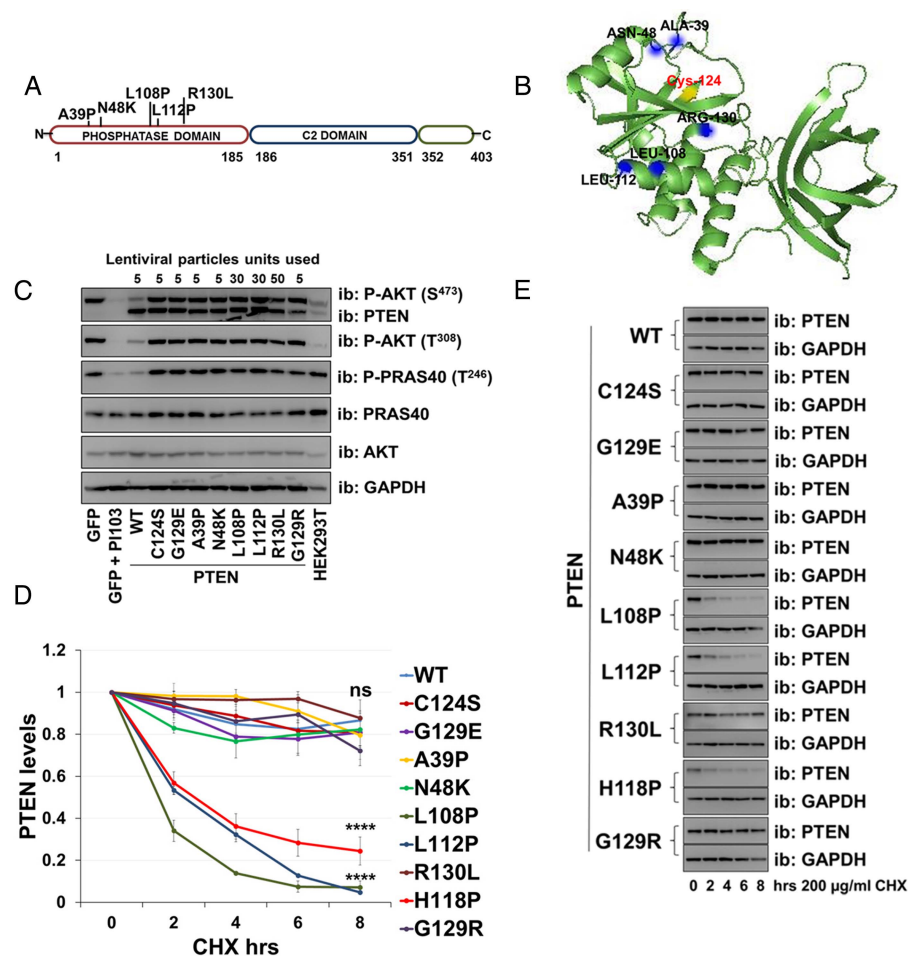 A
L108P R130L
A39P N48K L112P
N PHOSPHATASE DOMAIN C2 DOMAIN C
1 185 186 351 352 403
B
ASN-48 ALA-39
Cys-124
ARG-130
LEU-108
LEU-112
C
Lentiviral particles units used
5 5 5 5 5 30 30 50 5
ib: P-AKT (S473)
ib: PTEN
ib: P-AKT (T308)
ib: P-PRAS40 (T246)
ib: PRAS40
ib: AKT
ib: GAPDH
GFP
GFP + PI103
WT
C124S
G129E
A39P
N48K
L108P
L112P
R130L
G129R
HEK293T
PTEN
D
PTEN levels
1.2
1
0.8
0.6
0.4
0.2
0
0 2 4 6 8
CHX hrs
ns
****
****
WT
C124S
G129E
A39P
N48K
L108P
L112P
R130L
H118P
G129R
E
PTEN
WT ib: PTEN
ib: GAPDH
C124S ib: PTEN
ib: GAPDH
G129E ib: PTEN
ib: GAPDH
A39P ib: PTEN
ib: GAPDH
N48K ib: PTEN
ib: GAPDH
L108P ib: PTEN
ib: GAPDH
L112P ib: PTEN
ib: GAPDH
R130L ib: PTEN
ib: GAPDH
H118P ib: PTEN
ib: GAPDH
G129R ib: PTEN
ib: GAPDH
0 2 4 6 8 hrs 200 µg/ml CHX